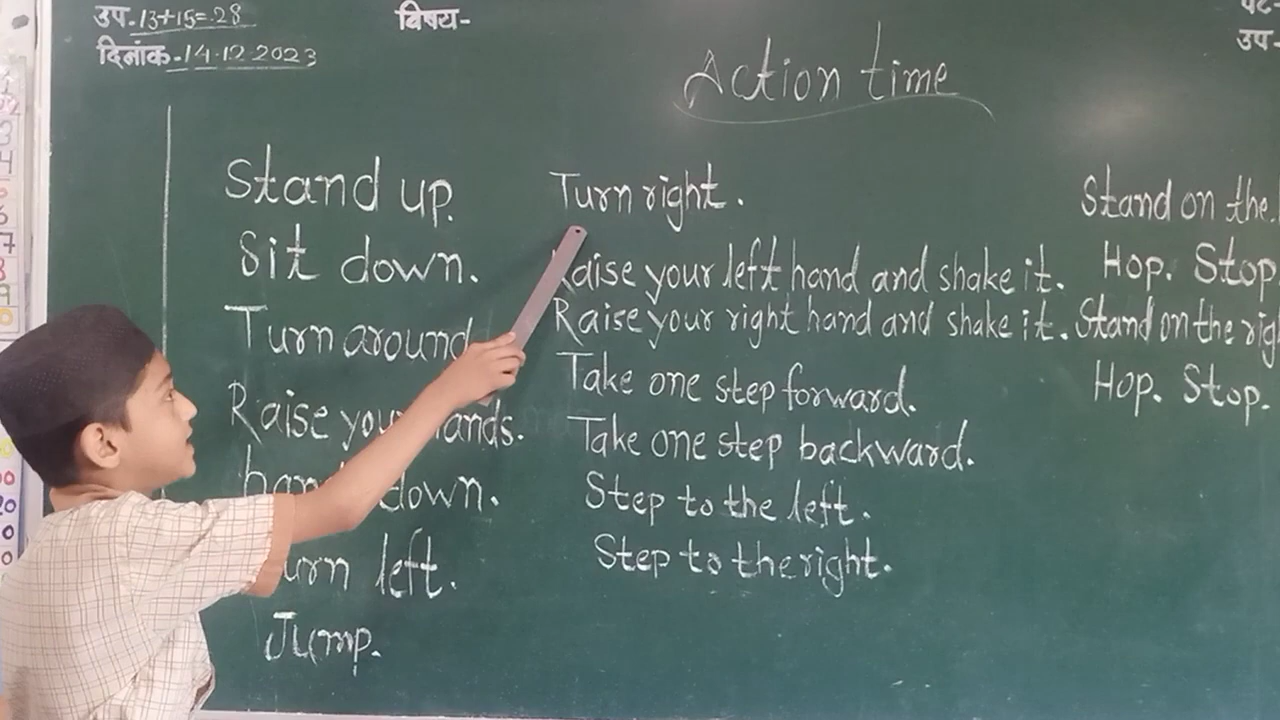 उप.13+15=28
दिनांक-14-12-2023
विषय-
Action time
Stand up.
Sit down.
Turn around
Raise your hands.
down.
left.
Jump.
Turn right.
Raise your left hand and shake it.
Raise your right hand and shake it.
Take one step forward.
Take one step backward.
Step to the left.
Step to the right.
Stand on the
Hop. Stop
Stand on the
Hop. Stop.
उप-